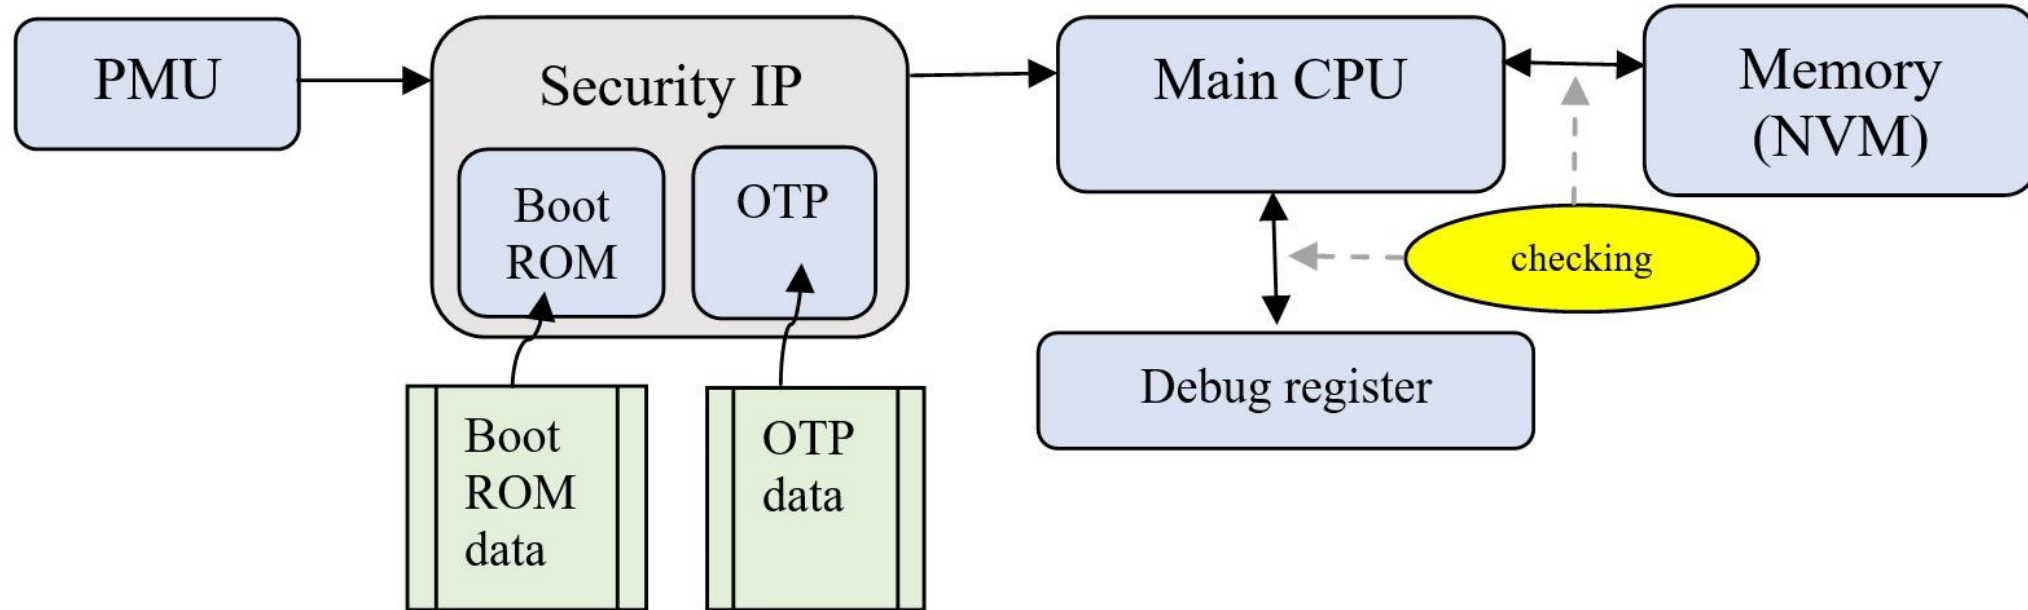 PMU
Security IP
Boot
ROM
OTP
Main CPU
Memory
(NVM)
checking
Debug register
Boot
ROM
data
OTP
data